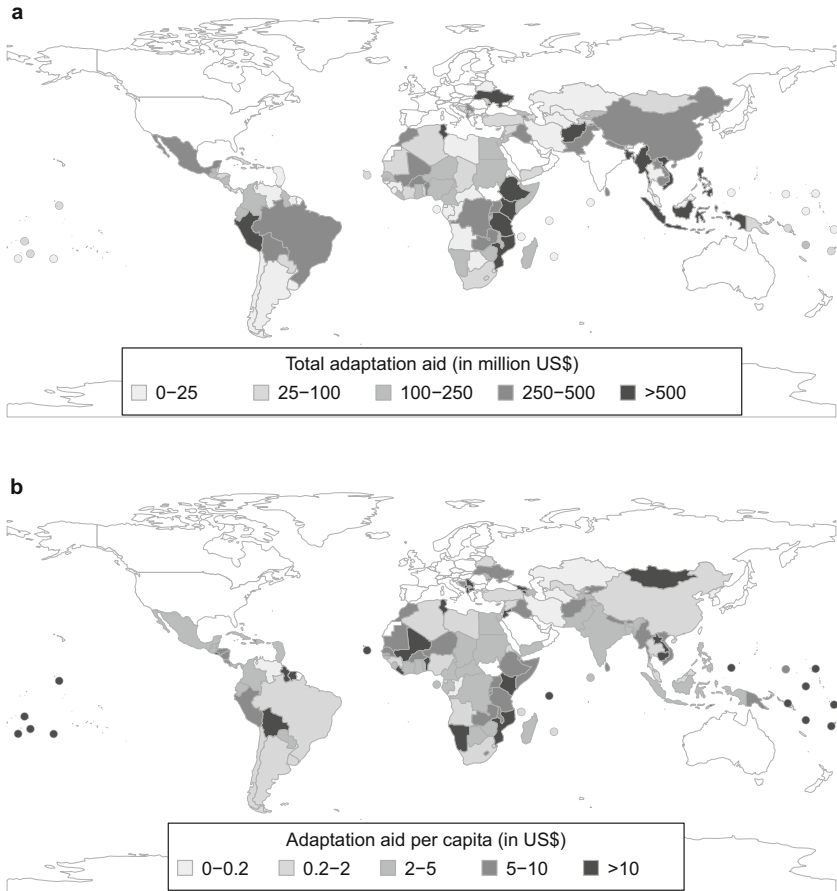 a
Total adaptation aid (in million US$)
0−25 25−100 100−250 250−500 >500
b
Adaptation aid per capita (in US$)
0−0.2 0.2−2 2−5 5−10 >10